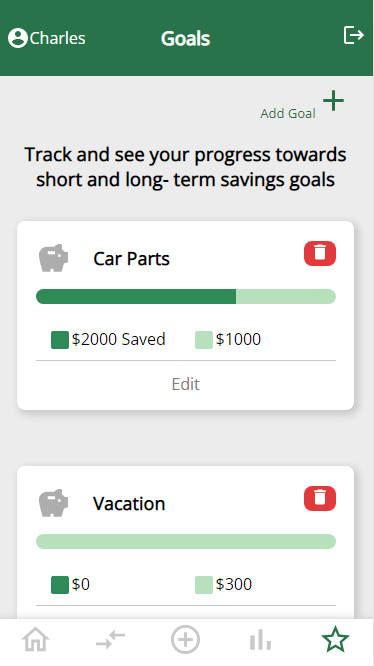 Charles
Goals
Add Goal
Track and see your progress towards
short and long- term savings goals
Car Parts
$2000 Saved
$1000
Edit
Vacation
$0
$300